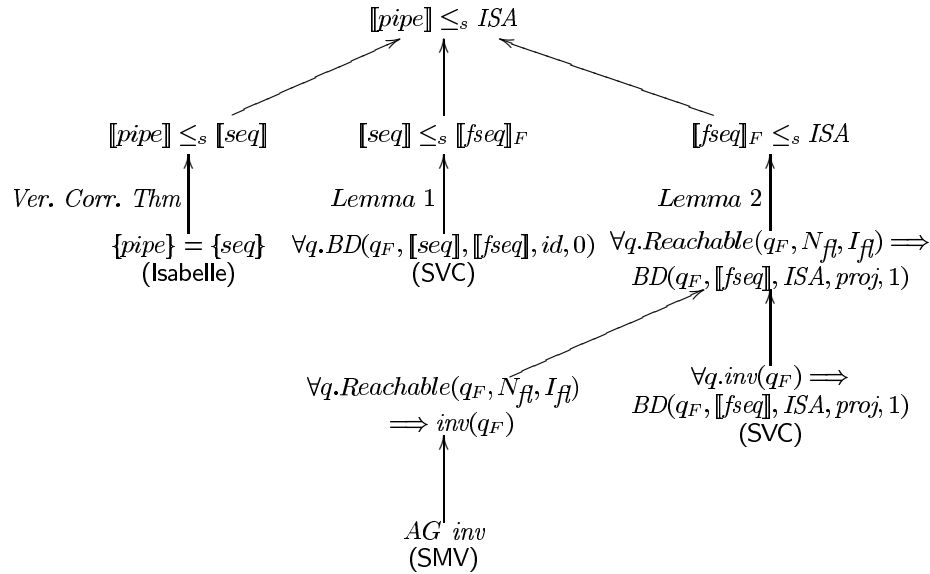 ⟦pipe⟧ ≤ₛ ISA
⟦pipe⟧ ≤ₛ ⟦seq⟧
⟦seq⟧ ≤ₛ ⟦fseq⟧F
⟦fseq⟧F ≤ₛ ISA
Ver. Corr. Thm
Lemma 1
Lemma 2
{pipe} = {seq}
(Isabelle)
∀q.BD(qF, ⟦seq⟧, ⟦fseq⟧, id, 0)
(SVC)
∀q.Reachable(qF, Nfl, Ifl) ⟹
BD(qF, ⟦fseq⟧, ISA, proj, 1)
∀q.Reachable(qF, Nfl, Ifl)
⟹ inv(qF)
∀q.inv(qF) ⟹
BD(qF, ⟦fseq⟧, ISA, proj, 1)
(SVC)
AG inv
(SMV)